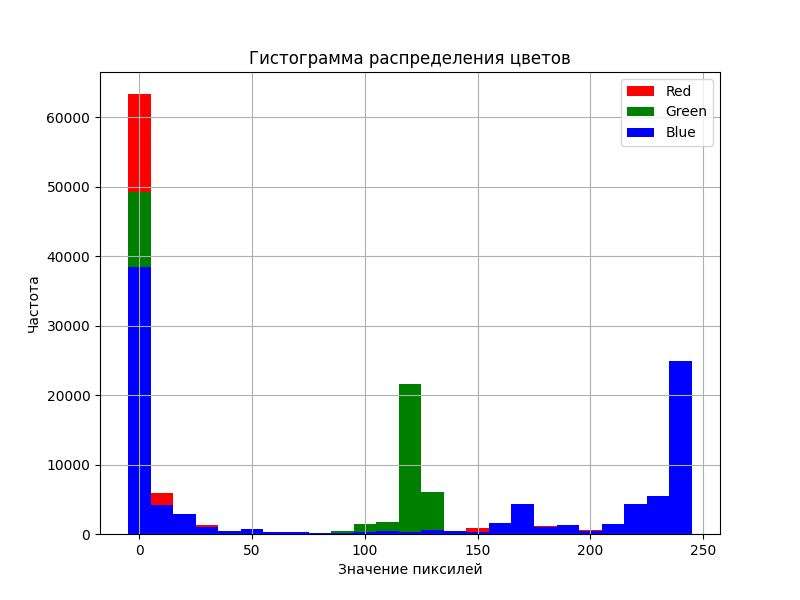 Гистограмма распределения цветов
Red
Green
Blue
60000
50000
40000
30000
20000
10000
0
Частота
0
50
100
150
200
250
Значение пиксилей